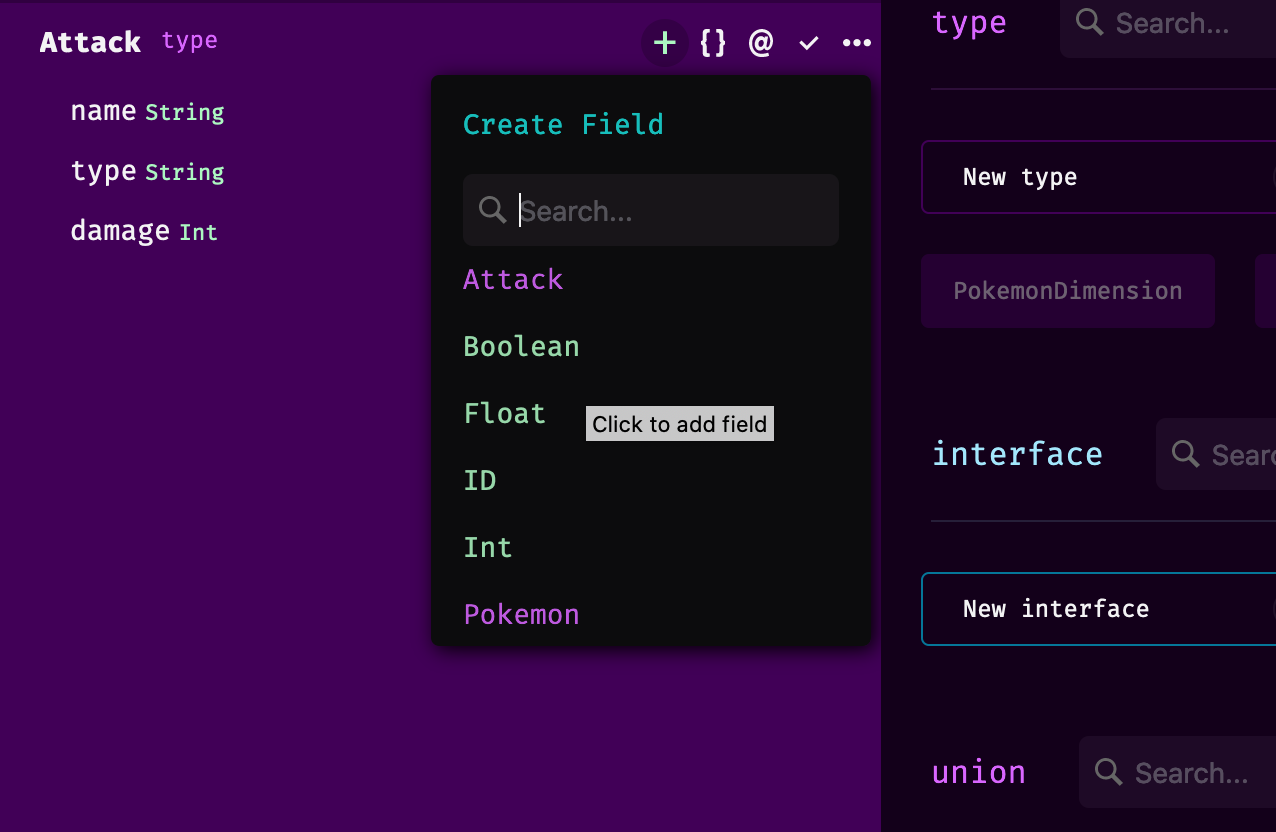 Attack type
+ {} @ ✓ •••
name String
type String
damage Int
Create Field
Search...
Attack
Boolean
Float
Click to add field
ID
Int
Pokemon
type
Search...
New type
PokemonDimension
interface
Sear
New interface
union
Search...